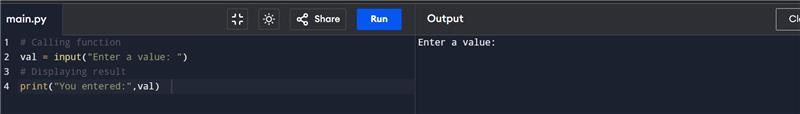 main.py Share Run Output
1 # Calling function
2 val = input("Enter a value: ")
3 # Displaying result
4 print("You entered:",val)
Enter a value: